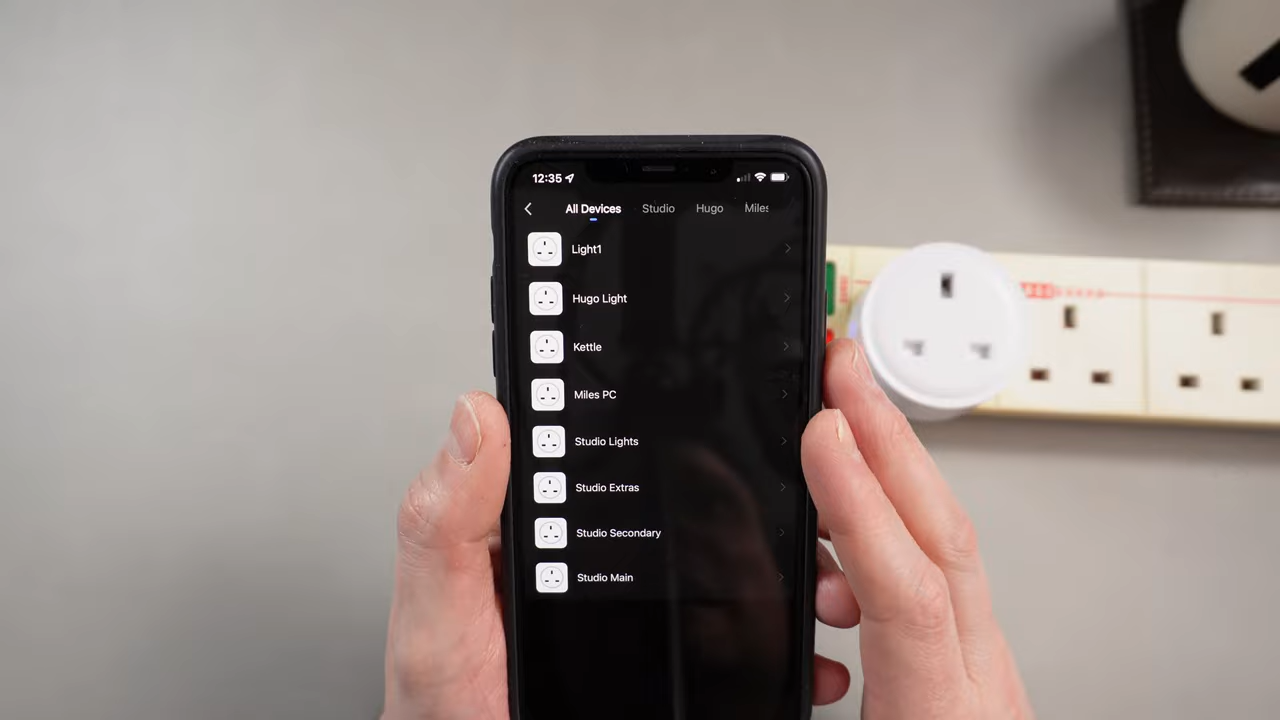 12:35
All Devices Studio Hugo Miles
Light1
Hugo Light
Kettle
Miles PC
Studio Lights
Studio Extras
Studio Secondary
Studio Main